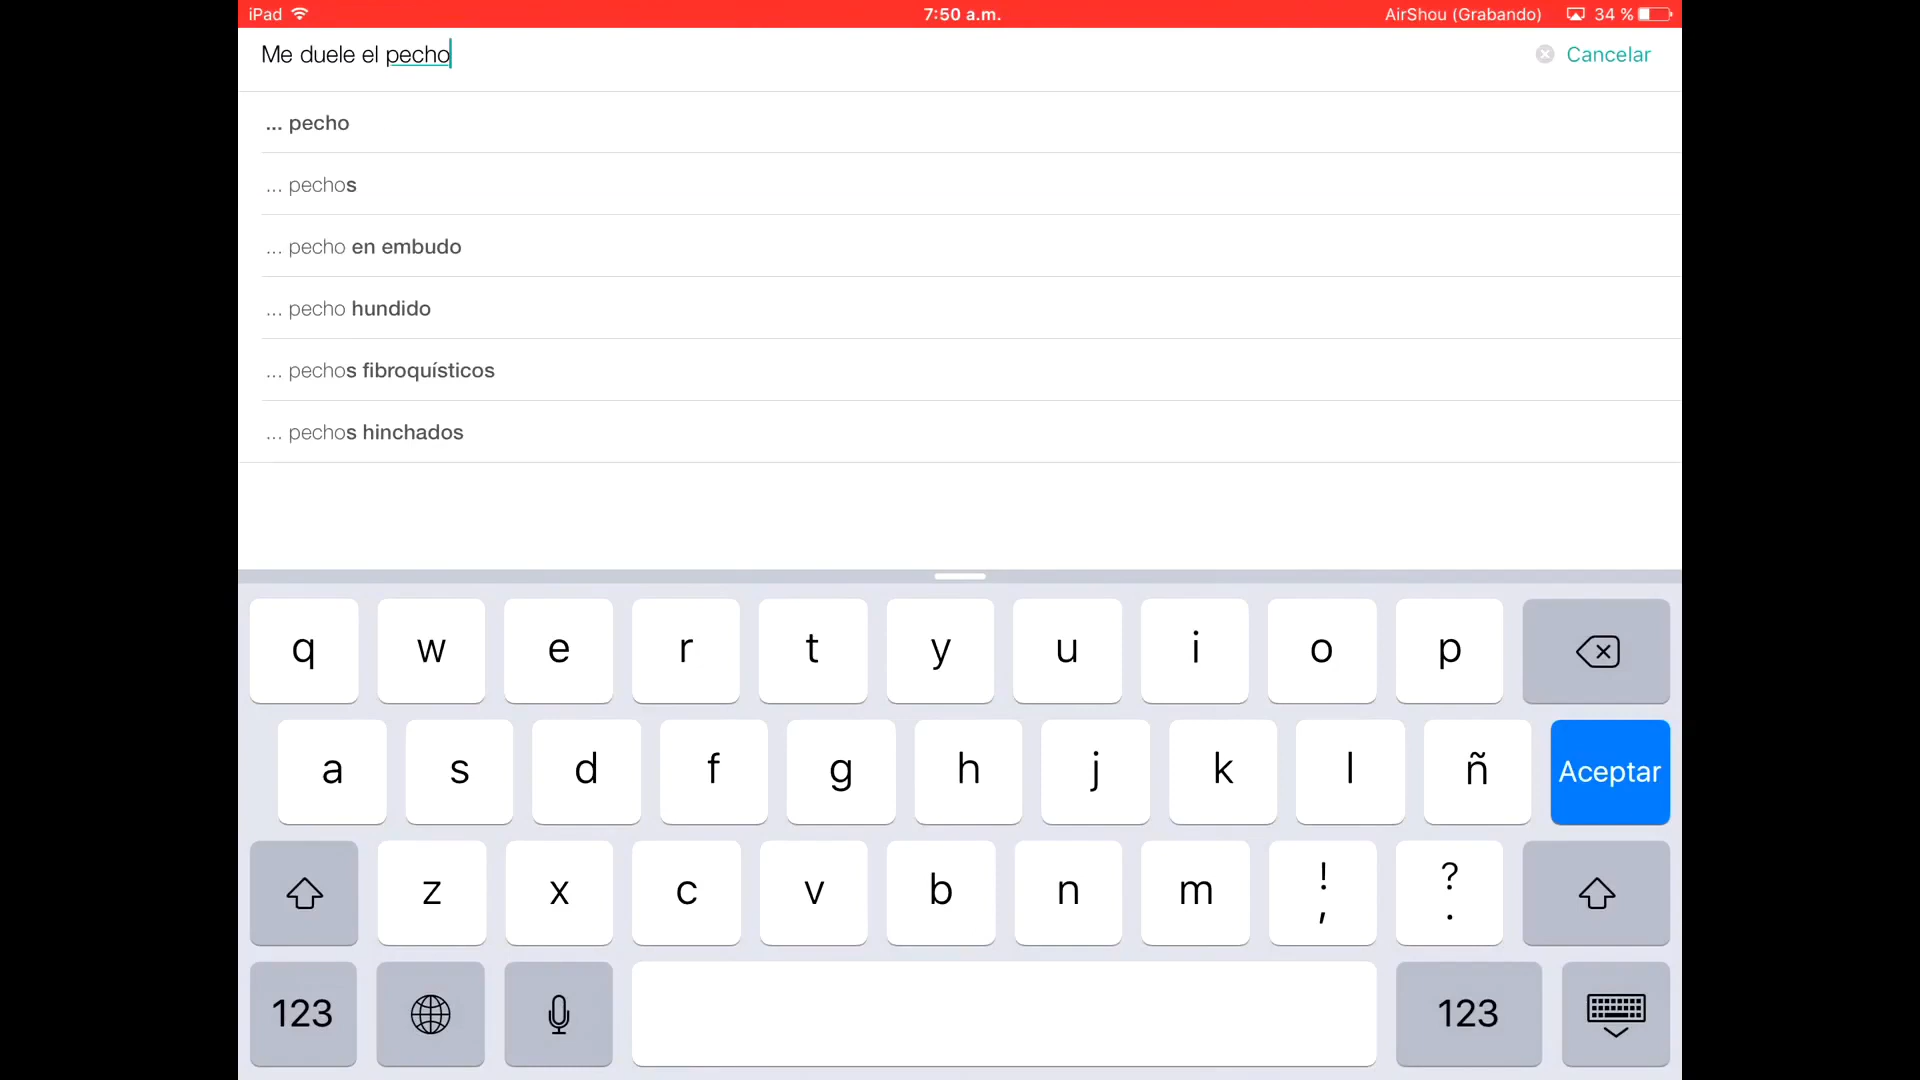 iPad 7:50 a.m. AirShou (Grabando) 34 %
Me duele el pecho Cancelar
... pecho
... pechos
... pecho en embudo
... pecho hundido
... pechos fibroquísticos
... pechos hinchados
q w e r t y u i o p
a s d f g h j k l ñ Aceptar
z x c v b n m ! , ? .
123 123